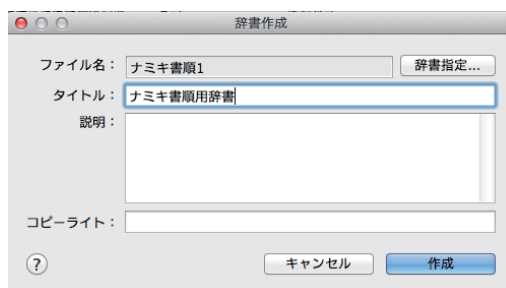 辞書作成
ファイル名： ナミキ書順1 辞書指定...
タイトル： ナミキ書順用辞書
説明：
コピーライト：
? キャンセル 作成